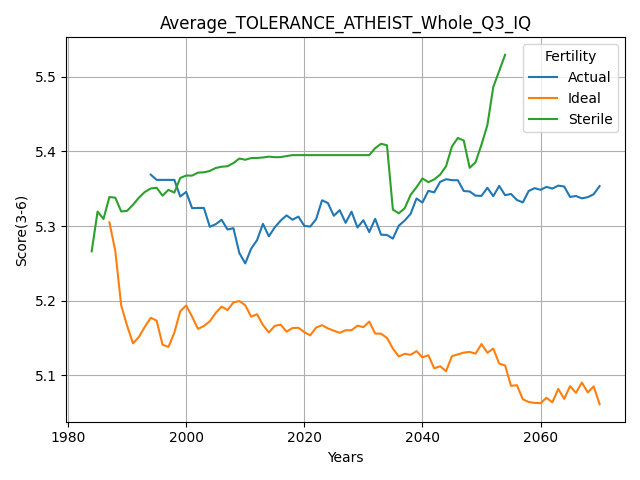 Average_TOLERANCE_ATHEIST_Whole_Q3_IQ
Fertility
Actual
Ideal
Sterile
Score(3-6)
5.5
5.4
5.3
5.2
5.1
1980
2000
2020
2040
2060
Years